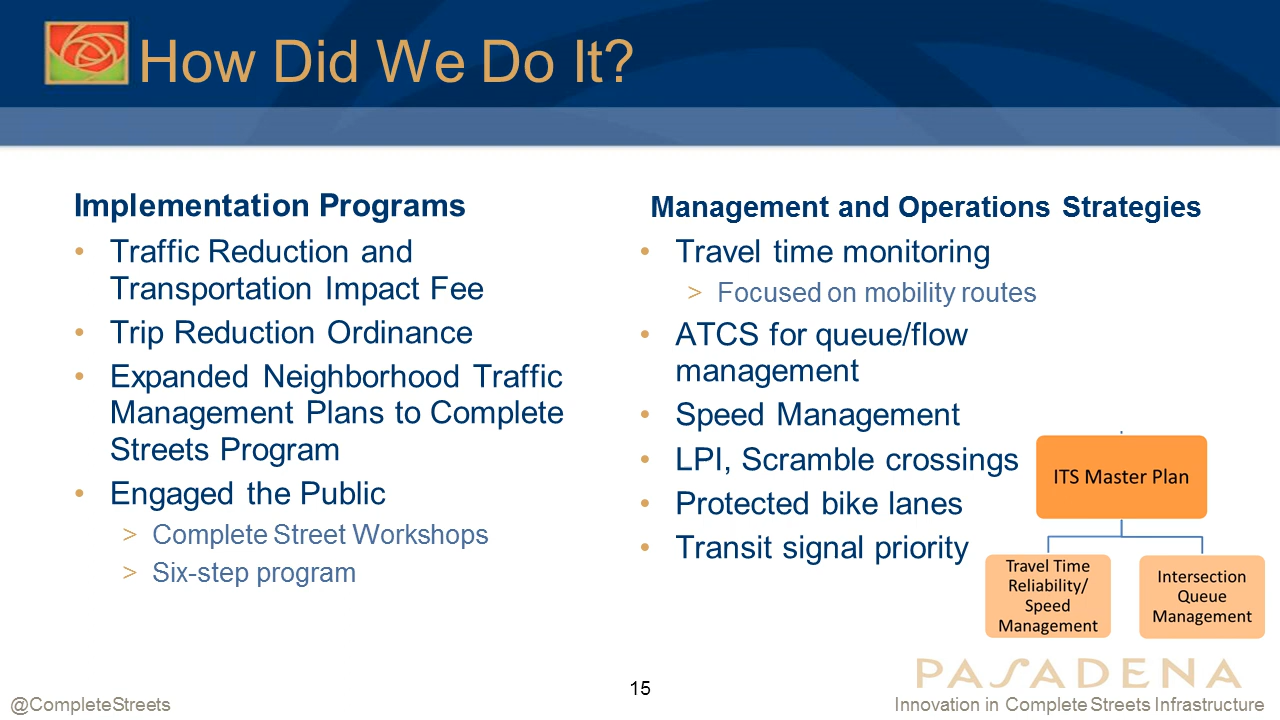 How Did We Do It?
Implementation Programs
• Traffic Reduction and
Transportation Impact Fee
• Trip Reduction Ordinance
• Expanded Neighborhood Traffic
Management Plans to Complete
Streets Program
• Engaged the Public
> Complete Street Workshops
> Six-step program
Management and Operations Strategies
• Travel time monitoring
> Focused on mobility routes
• ATCS for queue/flow
management
• Speed Management
• LPI, Scramble crossings
• Protected bike lanes
• Transit signal priority
ITS Master Plan
Travel Time
Reliability/
Speed
Management
Intersection
Queue
Management
PASADENA
15
@CompleteStreets
Innovation in Complete Streets Infrastructure